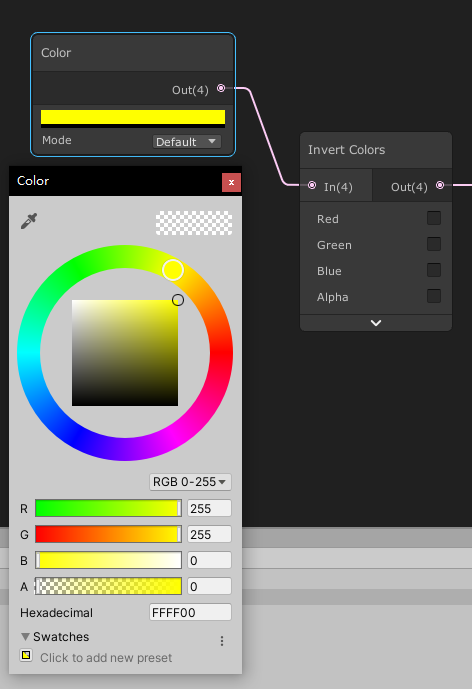 Color
Out(4)
Mode
Default
Invert Colors
In(4)
Out(4)
Red
Green
Blue
Alpha
Color
x
RGB 0-255
R
255
G
255
B
0
A
0
Hexadecimal
FFFF00
Swatches
Click to add new preset